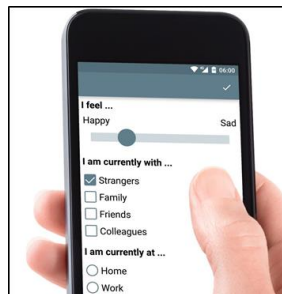 06:00
I feel ...
Happy Sad
I am currently with ...
Strangers
Family
Friends
Colleagues
I am currently at ...
Home
Work